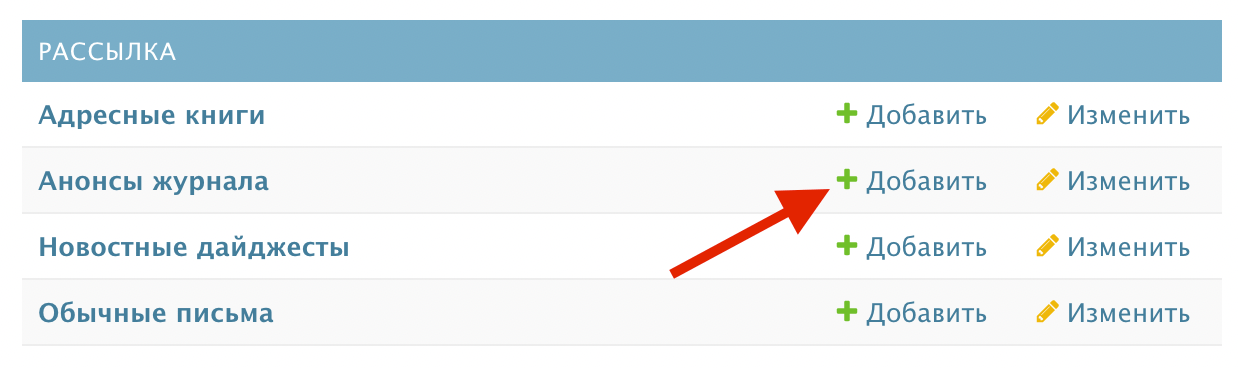 РАССЫЛКА
Адресные книги Добавить Изменить
Анонсы журнала Добавить Изменить
Новостные дайджесты Добавить Изменить
Обычные письма Добавить Изменить